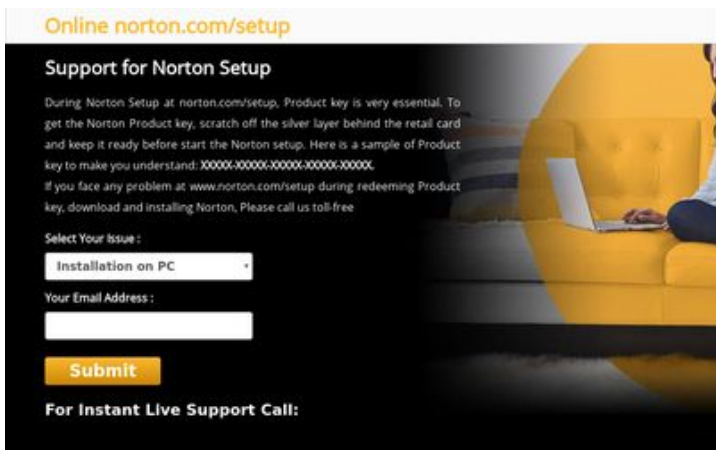 Online norton.com/setup
Support for Norton Setup
During Norton Setup at norton.com/setup, Product key is very essential. To
get the Norton Product key, scratch off the silver layer behind the retail card
and keep it ready before start the Norton setup. Here is a sample of Product
key to make you understand: XXXXX-XXXXX-XXXXX-XXXXX-XXXXX.
If you face any problem at www.norton.com/setup during redeeming Product
key, download and installing Norton, Please call us toll-free
Select Your Issue :
Installation on PC
Your Email Address :
Submit
For Instant Live Support Call: